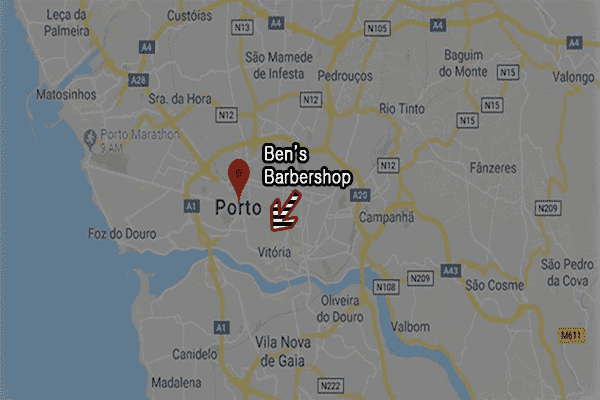 Leça da
Palmeira
Custóias
N13
A4
N105
A4
A4
São Mamede
de Infesta
Pedrouços
Baguim
do Monte
N15
Valongo
A28
Matosinhos
Sra. da Hora
N12
N12
Rio Tinto
N15
N15
Porto Marathon
9 AM
Ben's
Barbershop
N12
Fânzeres
A1
Porto
A20
Campanhã
N12
Foz do Douro
Vitória
A43
N209
São Pedro
da Cova
N108
N209
São Cosme
Oliveira
do Douro
A1
Valbom
M611
Vila Nova
de Gaia
Canidelo
Madalena
N222